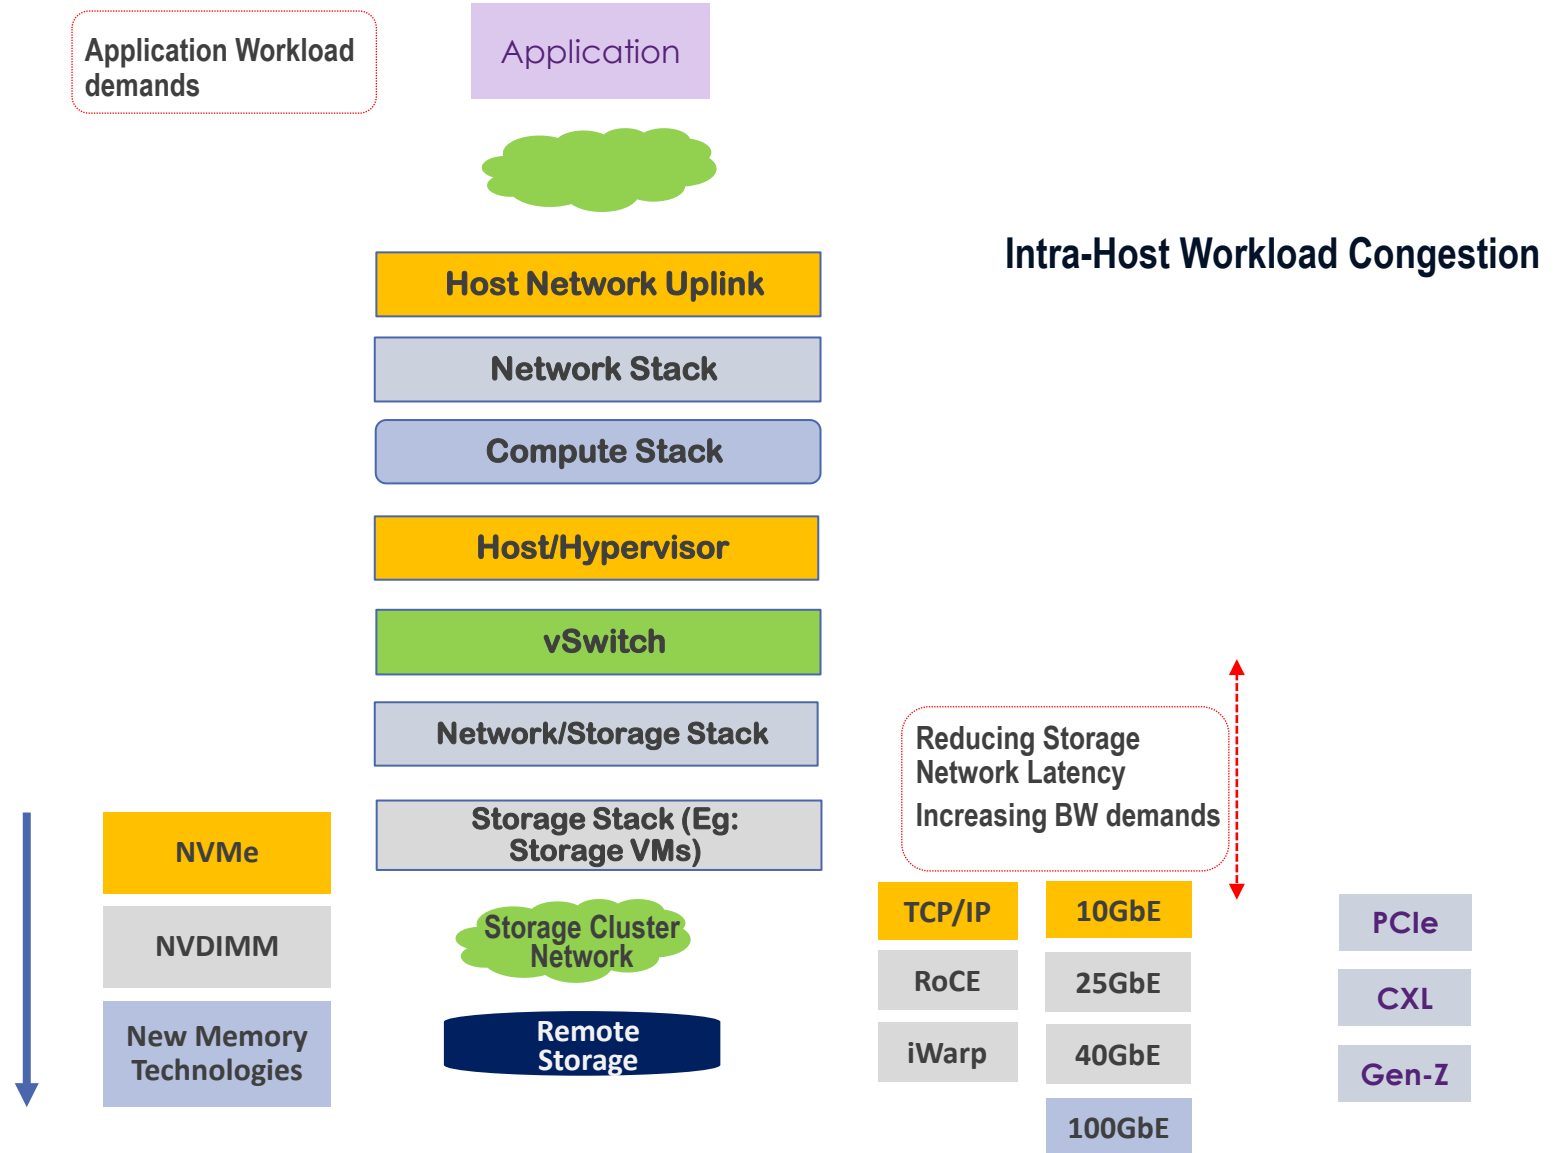 Application Workload
demands
Application
Intra-Host Workload Congestion
Host Network Uplink
Network Stack
Compute Stack
Host/Hypervisor
vSwitch
Network/Storage Stack
Storage Stack (Eg:
Storage VMs)
Reducing Storage
Network Latency
Increasing BW demands
NVMe
NVDIMM
New Memory
Technologies
Storage Cluster
Network
Remote
Storage
TCP/IP
RoCE
iWarp
10GbE
25GbE
40GbE
100GbE
PCIe
CXL
Gen-Z